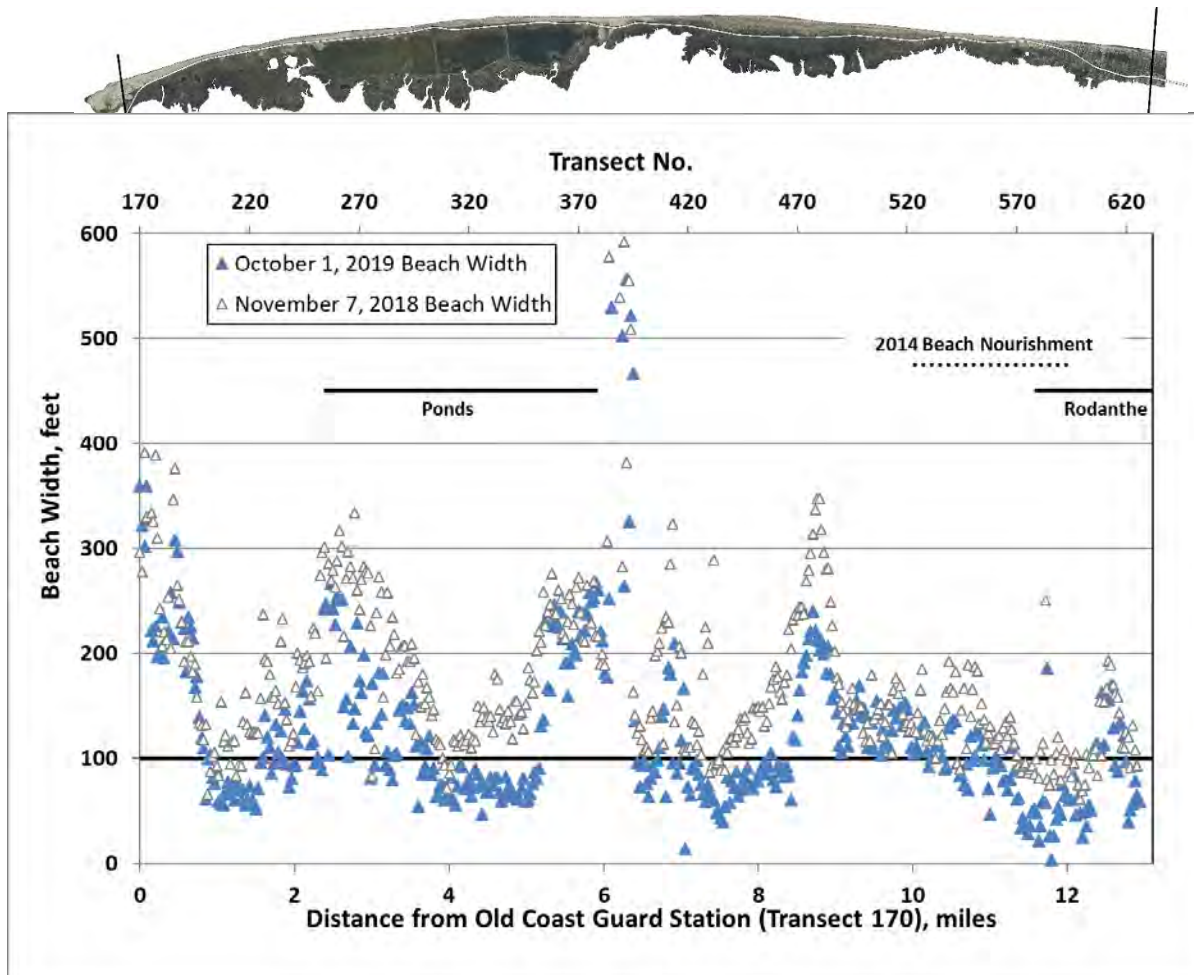 Transect No.
170 220 270 320 370 420 470 520 570 620
600
October 1, 2019 Beach Width
November 7, 2018 Beach Width
500
2014 Beach Nourishment
Ponds
Rodanthe
400
Beach Width, feet
300
200
100
0
0 2 4 6 8 10 12
Distance from Old Coast Guard Station (Transect 170), miles